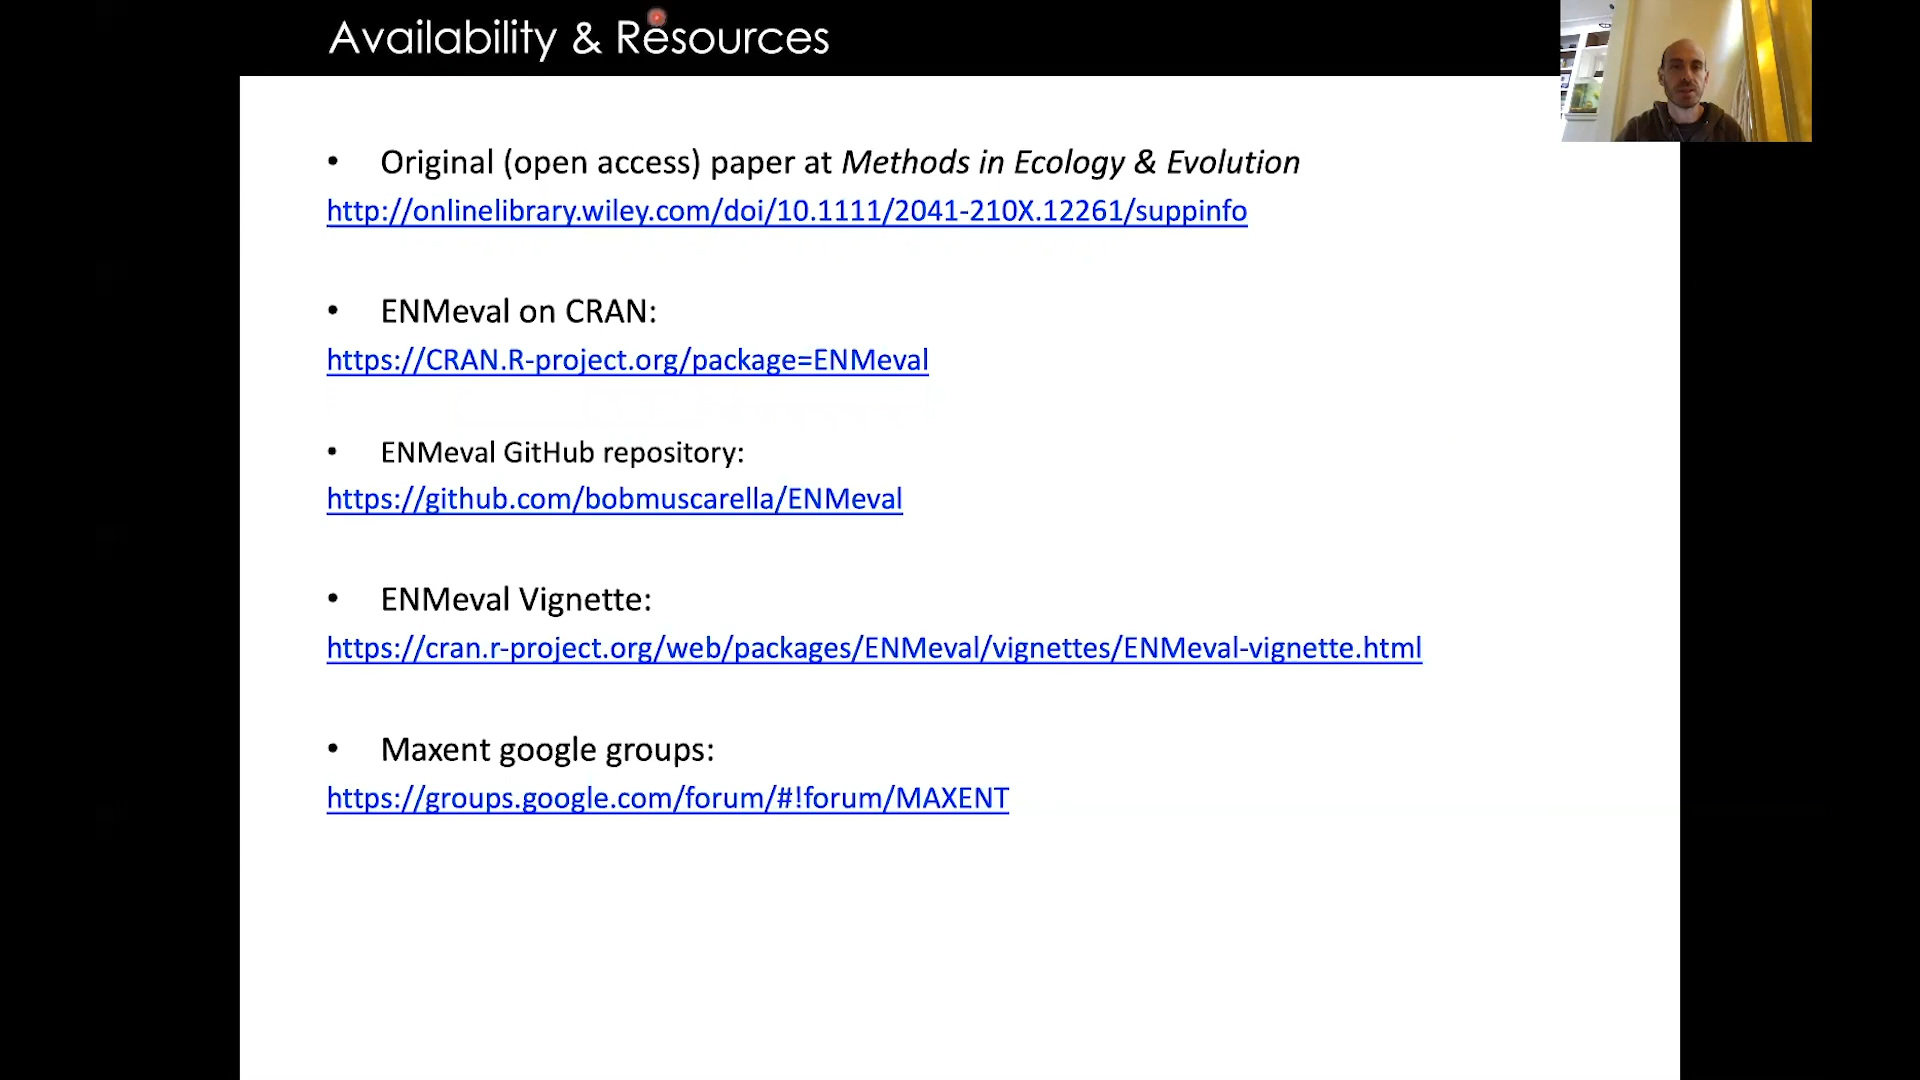 Availability & Resources
• Original (open access) paper at Methods in Ecology & Evolution
http://onlinelibrary.wiley.com/doi/10.1111/2041-210X.12261/suppinfo
• ENMeval on CRAN:
https://CRAN.R-project.org/package=ENMeval
• ENMeval GitHub repository:
https://github.com/bobmuscarella/ENMeval
• ENMeval Vignette:
https://cran.r-project.org/web/packages/ENMeval/vignettes/ENMeval-vignette.html
• Maxent google groups:
https://groups.google.com/forum/#!forum/MAXENT